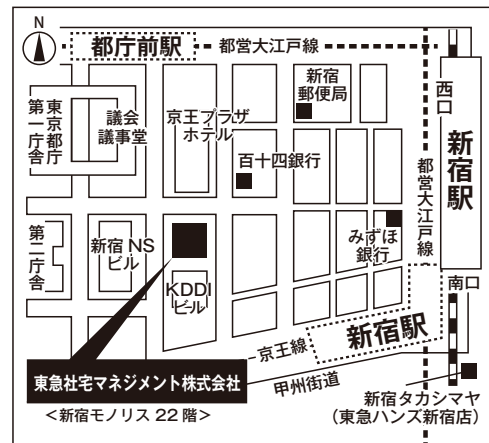 N
都庁前駅
都営大江戸線
新宿
郵便局
西口
新宿駅
東京都庁
第一庁舎
議会
議事堂
京王プラザ
ホテル
百十四銀行
都営大江戸線
第二庁舎
新宿 NS
ビル
みずほ
銀行
KDDI
ビル
南口
新宿駅
京王線
甲州街道
東急社宅マネジメント株式会社
＜新宿モノリス 22 階＞
新宿タカシマヤ
（東急ハンズ新宿店）